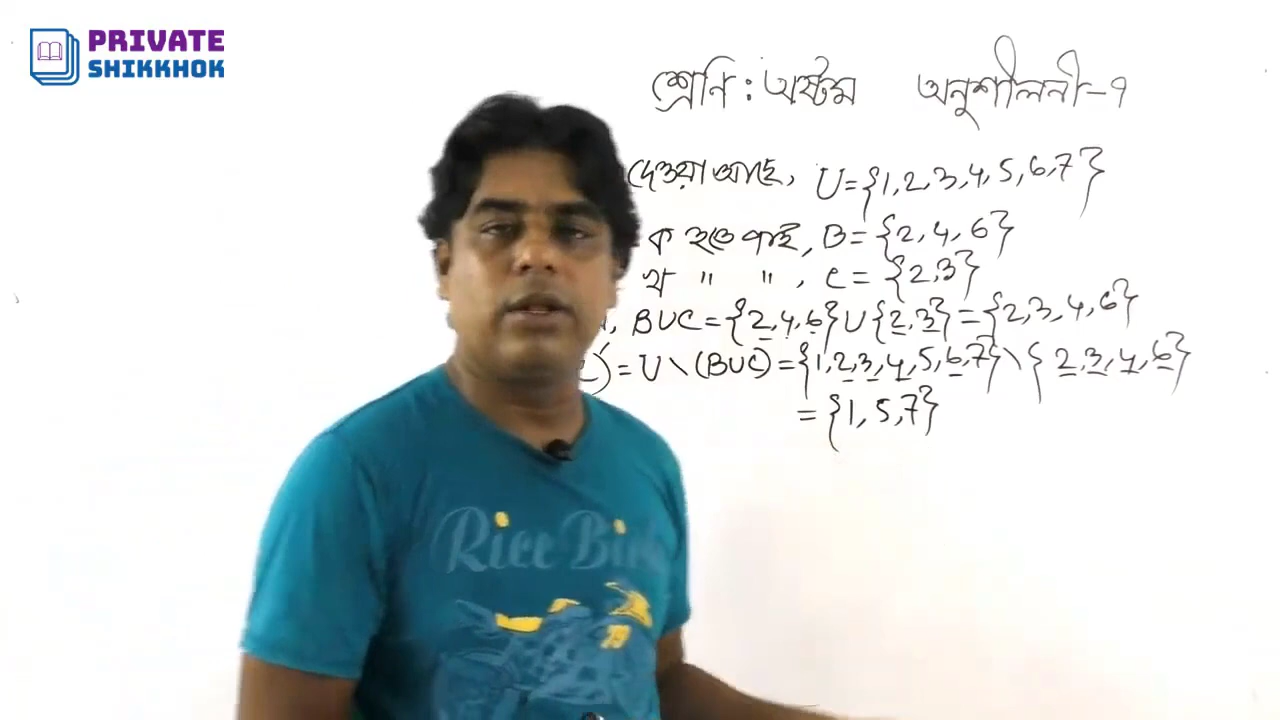 PRIVATE
SHIKKHOK
শ্রেণি : অষ্টম অনুশীলনী-৭
দেওয়া আছে, U={1,2,3,4,5,6,7}
ক হতে পাই, B={2,4,6}
খ " " , C={2,3}
, BUC={2,4,6}U{2,3}={2,3,4,6}
)′=U\(BUC)={1,2,3,4,5,6,7}\{2,3,4,6}
={1,5,7}
Rice Bi